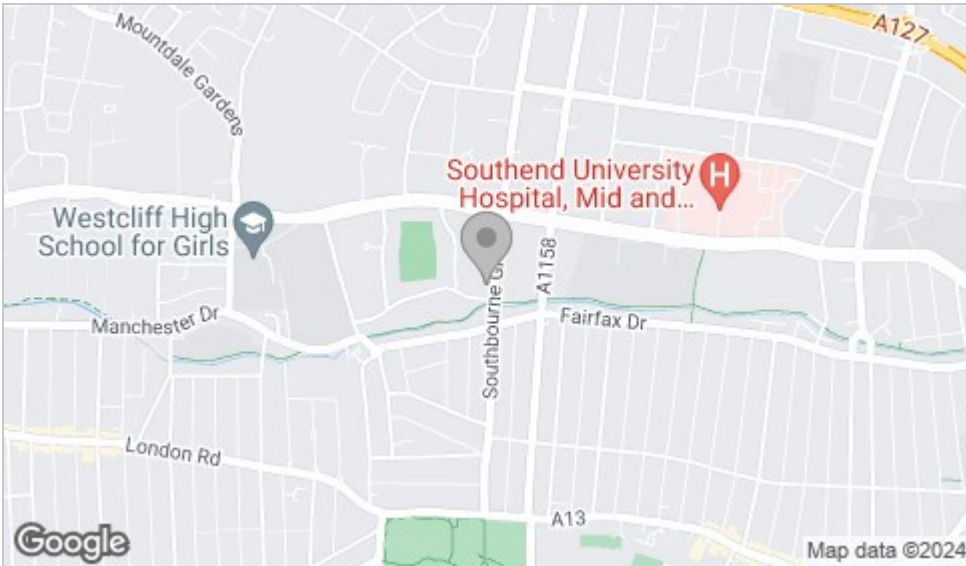 Mountdale Gardens
A127
Southend University
Hospital, Mid and...
H
Westcliff High
School for Girls
Southbourne Gr
A1158
Manchester Dr
Fairfax Dr
London Rd
A13
Google
Map data ©2024